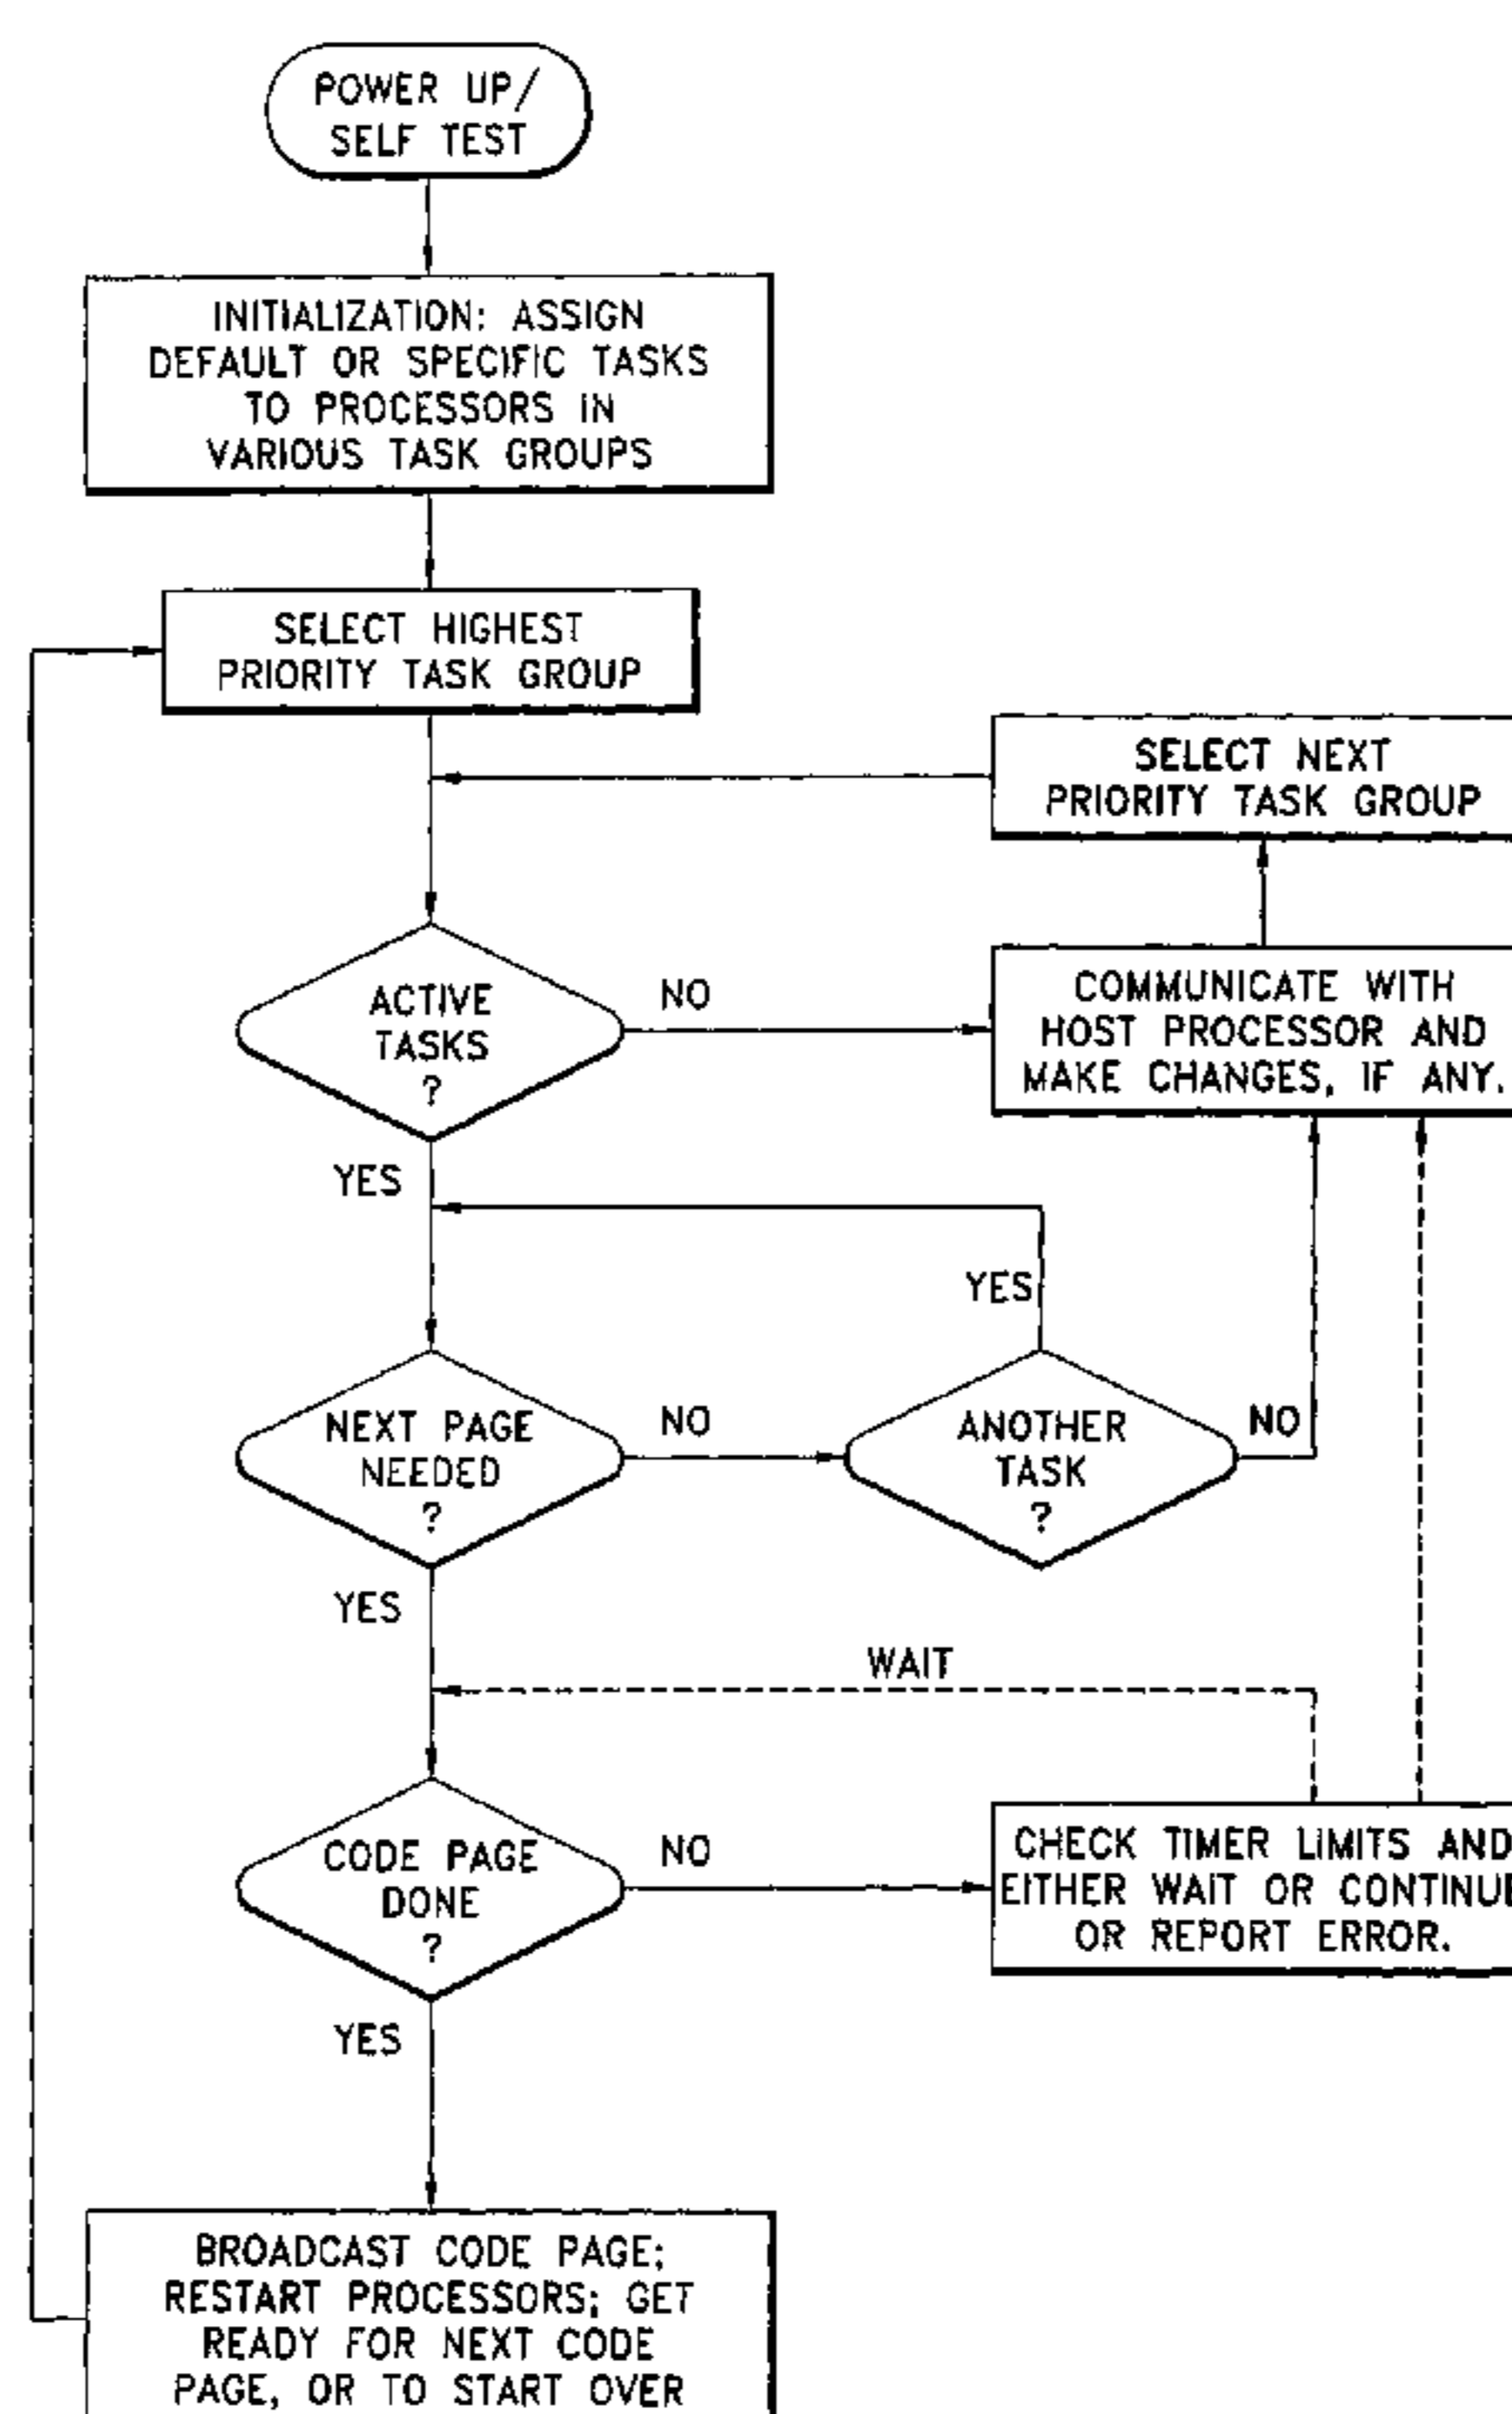 POWER UP/
SELF TEST
INITIALIZATION: ASSIGN
DEFAULT OR SPECIFIC TASKS
TO PROCESSORS IN
VARIOUS TASK GROUPS
SELECT HIGHEST
PRIORITY TASK GROUP
SELECT NEXT
PRIORITY TASK GROUP
ACTIVE
TASKS
?
NO
COMMUNICATE WITH
HOST PROCESSOR AND
MAKE CHANGES, IF ANY.
YES
YES
NEXT PAGE
NEEDED
?
NO
ANOTHER
TASK
?
NO
YES
WAIT
CODE PAGE
DONE
?
NO
CHECK TIMER LIMITS AND
EITHER WAIT OR CONTINUE
OR REPORT ERROR.
YES
BROADCAST CODE PAGE;
RESTART PROCESSORS; GET
READY FOR NEXT CODE
PAGE, OR TO START OVER